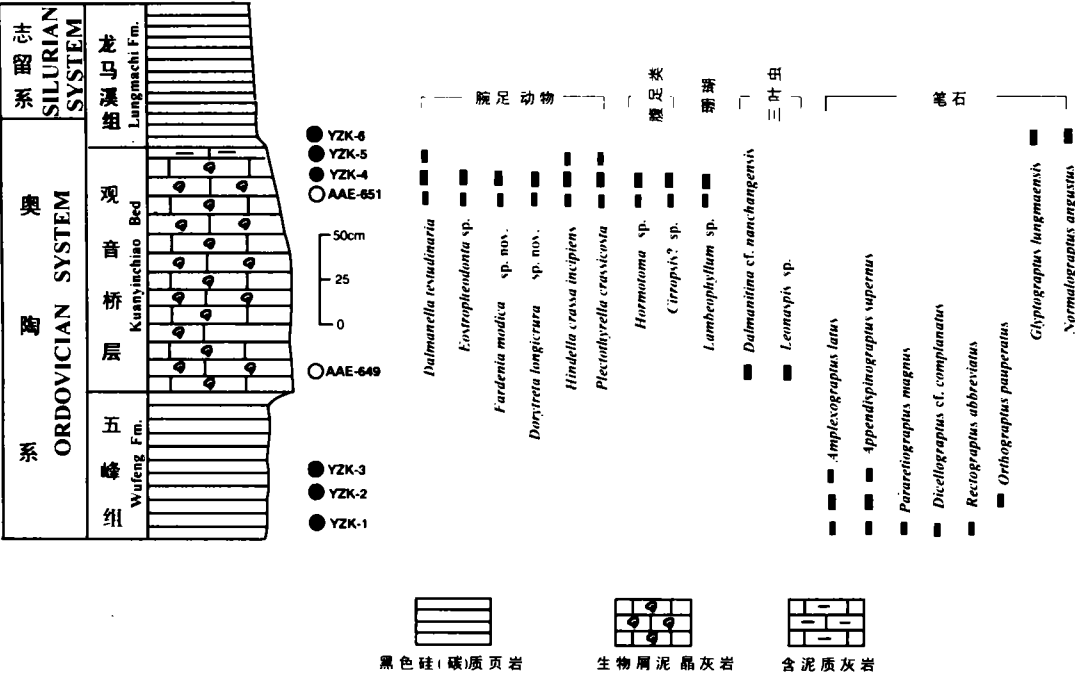 志留系
SILURIAN SYSTEM
龙马溪组
Lungmachi Fm.
奥陶系
ORDOVICIAN SYSTEM
观音桥层
Kuanyinchiao Bed
五峰组
Wufeng Fm.
YZK-6
YZK-5
YZK-4
AAE-651
50cm
25
0
AAE-649
YZK-3
YZK-2
YZK-1
腕足动物
腹足类
珊瑚
三叶虫
笔石
Dalmanella testudinaria
Eostropheodonta sp.
Fardenia modica sp. nov.
Dorytreta longicrura sp. nov.
Hindella crassa incipiens
Plectothyrella crassicosta
Hormotoma sp.
Cirropsis? sp.
Lambeophyllum sp.
Dalmanitina cf. nanchangensis
Leonaspis sp.
Amplexograptus latus
Appendispinograptus supernus
Pararetiograptus magnus
Dicellograptus cf. complanatus
Rectograptus abbreviatus
Orthograptus pauperatus
Glyptograptus lungmaensis
Normalograptus angustus
黑色硅(碳)质页岩
生物屑泥晶灰岩
含泥质灰岩